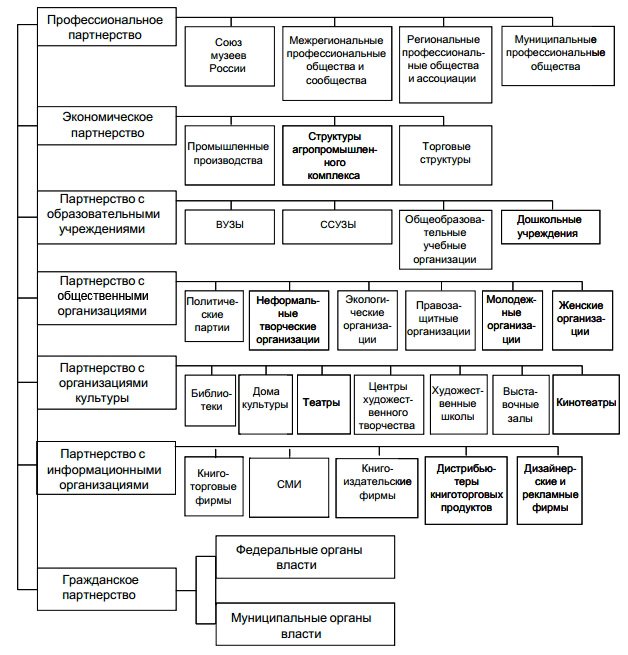 Профессиональное
партнерство
Союз
музеев
России
Межрегиональные
профессиональные
общества и
сообщества
Региональные
профессиональ-
ные общества
и ассоциации
Муниципальные
профессиональные
общества
Экономическое
партнерство
Промышленные
производства
Структуры
агропромышлен-
ного
комплекса
Торговые
структуры
Партнерство с
образовательными
учреждениями
ВУЗЫ
ССУЗЫ
Общеобразова-
тельные
учебные
организации
Дошкольные
учреждения
Партнерство с
общественными
организациями
Политиче-
ские
партии
Неформаль-
ные
творческие
организации
Экологи-
ческие
организа-
ции
Правоза-
щитные
организации
Молодеж-
ные
организа-
ции
Женские
организа-
ции
Партнерство с
организациями
культуры
Библио-
теки
Дома
культуры
Театры
Центры
художест-
венного
творчества
Художест-
венные
школы
Выста-
вочные
залы
Кинотеатры
Партнерство с
информационными
организациями
Книго-
торговые
фирмы
СМИ
Книго-
издательские
фирмы
Дистрибью-
теры
книготорговых
продуктов
Дизайнер-
ские и
рекламные
фирмы
Гражданское
партнерство
Федеральные органы
власти
Муниципальные органы
власти